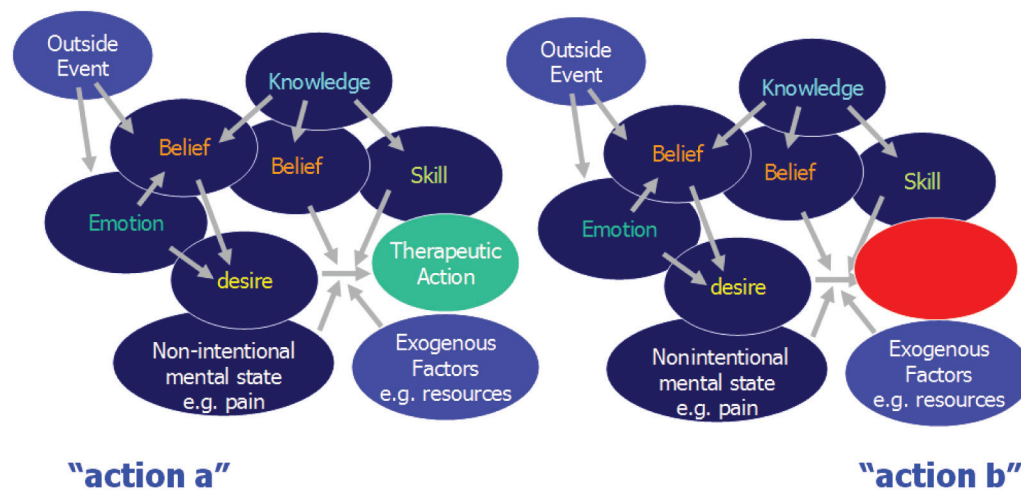 Outside
Event
Knowledge
Belief
Belief
Skill
Emotion
Therapeutic
Action
desire
Non-intentional
mental state
e.g. pain
Exogenous
Factors
e.g. resources
“action a”
Outside
Event
Knowledge
Belief
Belief
Skill
Emotion
desire
Nonintentional
mental state
e.g. pain
Exogenous
Factors
e.g. resources
“action b”